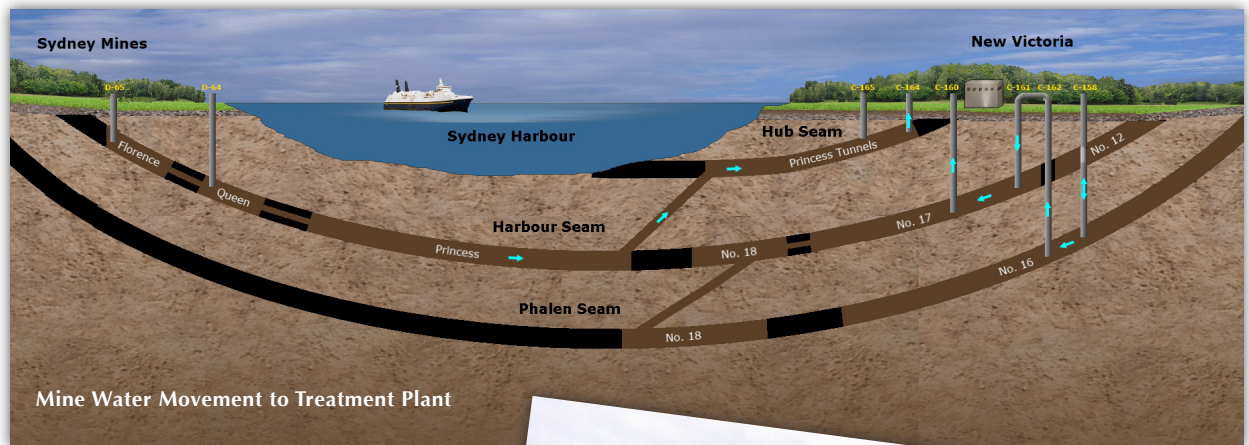 Sydney Mines
New Victoria
D-65
D-64
C-165
C-164
C-160
C-161
C-162
C-158
Sydney Harbour
Hub Seam
Florence
Princess Tunnels
No. 12
Queen
Harbour Seam
No. 17
Princess
No. 18
No. 16
Phalen Seam
No. 18
Mine Water Movement to Treatment Plant